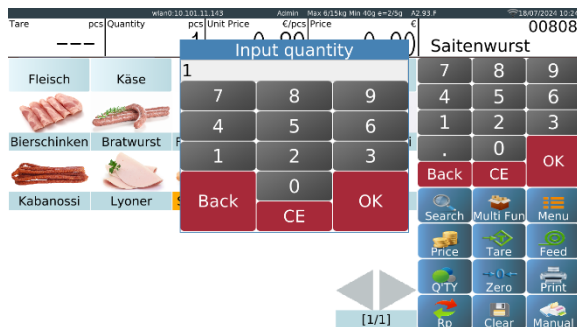 wlan0:10.101.11.143 Admin Max 6/15kg Min 40g e=2/5g A2.93.F 18/07/2024 10:2
Tare pcs Quantity pcs Unit Price €/pcs Price € 00808
Saitenwurst
Input quantity
1
7 8 9
4 5 6
1 2 3
0
Back CE OK
Fleisch Käse
Bierschinken Bratwurst
Kabanossi Lyoner
[1/1]
7 8 9
4 5 6
1 2 3
. 0
Back CE OK
Search Multi Fun Menu
Price Tare Feed
Q'TY Zero Print
Rp Clear Manual